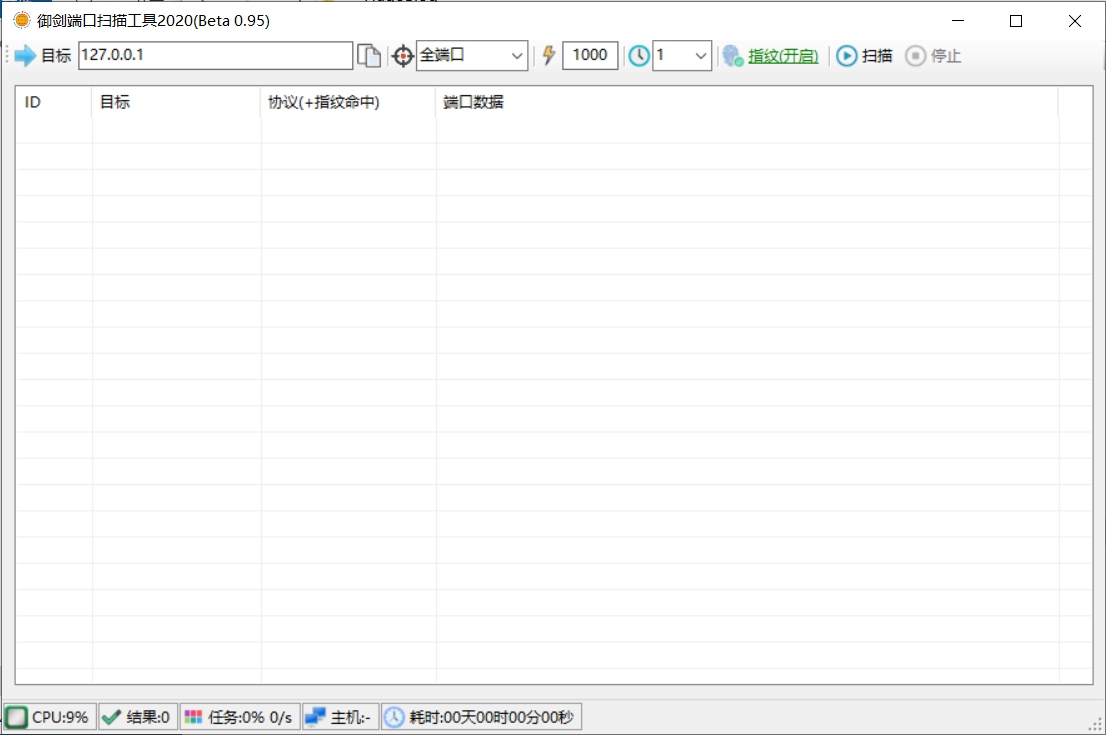 御剑端口扫描工具2020(Beta 0.95)
目标 127.0.0.1 全端口 1000 1 指纹(开启) 扫描 停止
ID 目标 协议(+指纹命中) 端口数据
CPU:9% 结果:0 任务:0% 0/s 主机:- 耗时:00天00时00分00秒